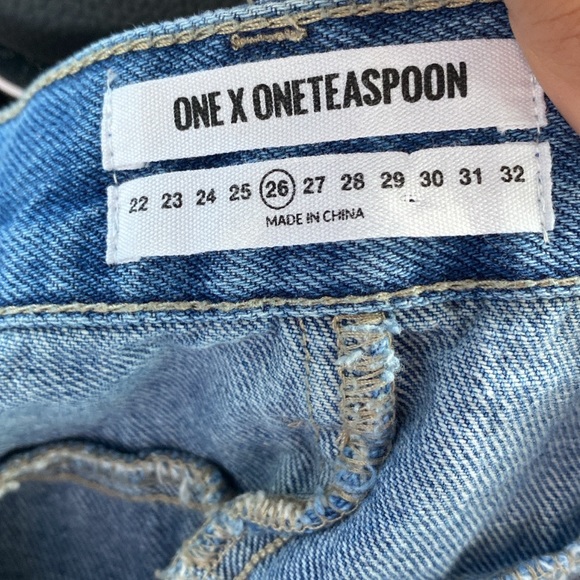 ONE X ONETEASPOON
22 23 24 25 26 27 28 29 30 31 32
MADE IN CHINA